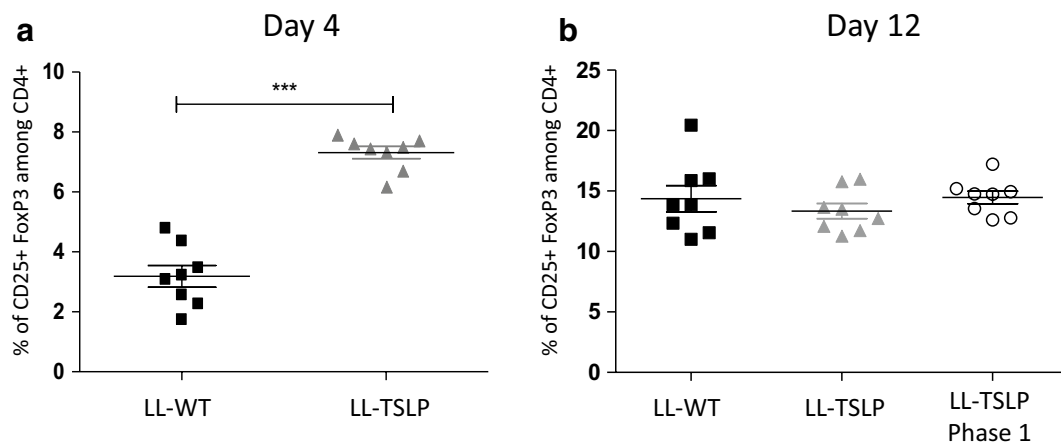 a
Day 4
% of CD25+ FoxP3 among CD4+
10
8
6
4
2
0
***
LL-WT
LL-TSLP
b
Day 12
% of CD25+ FoxP3 among CD4+
25
20
15
10
5
0
LL-WT
LL-TSLP
LL-TSLP
Phase 1